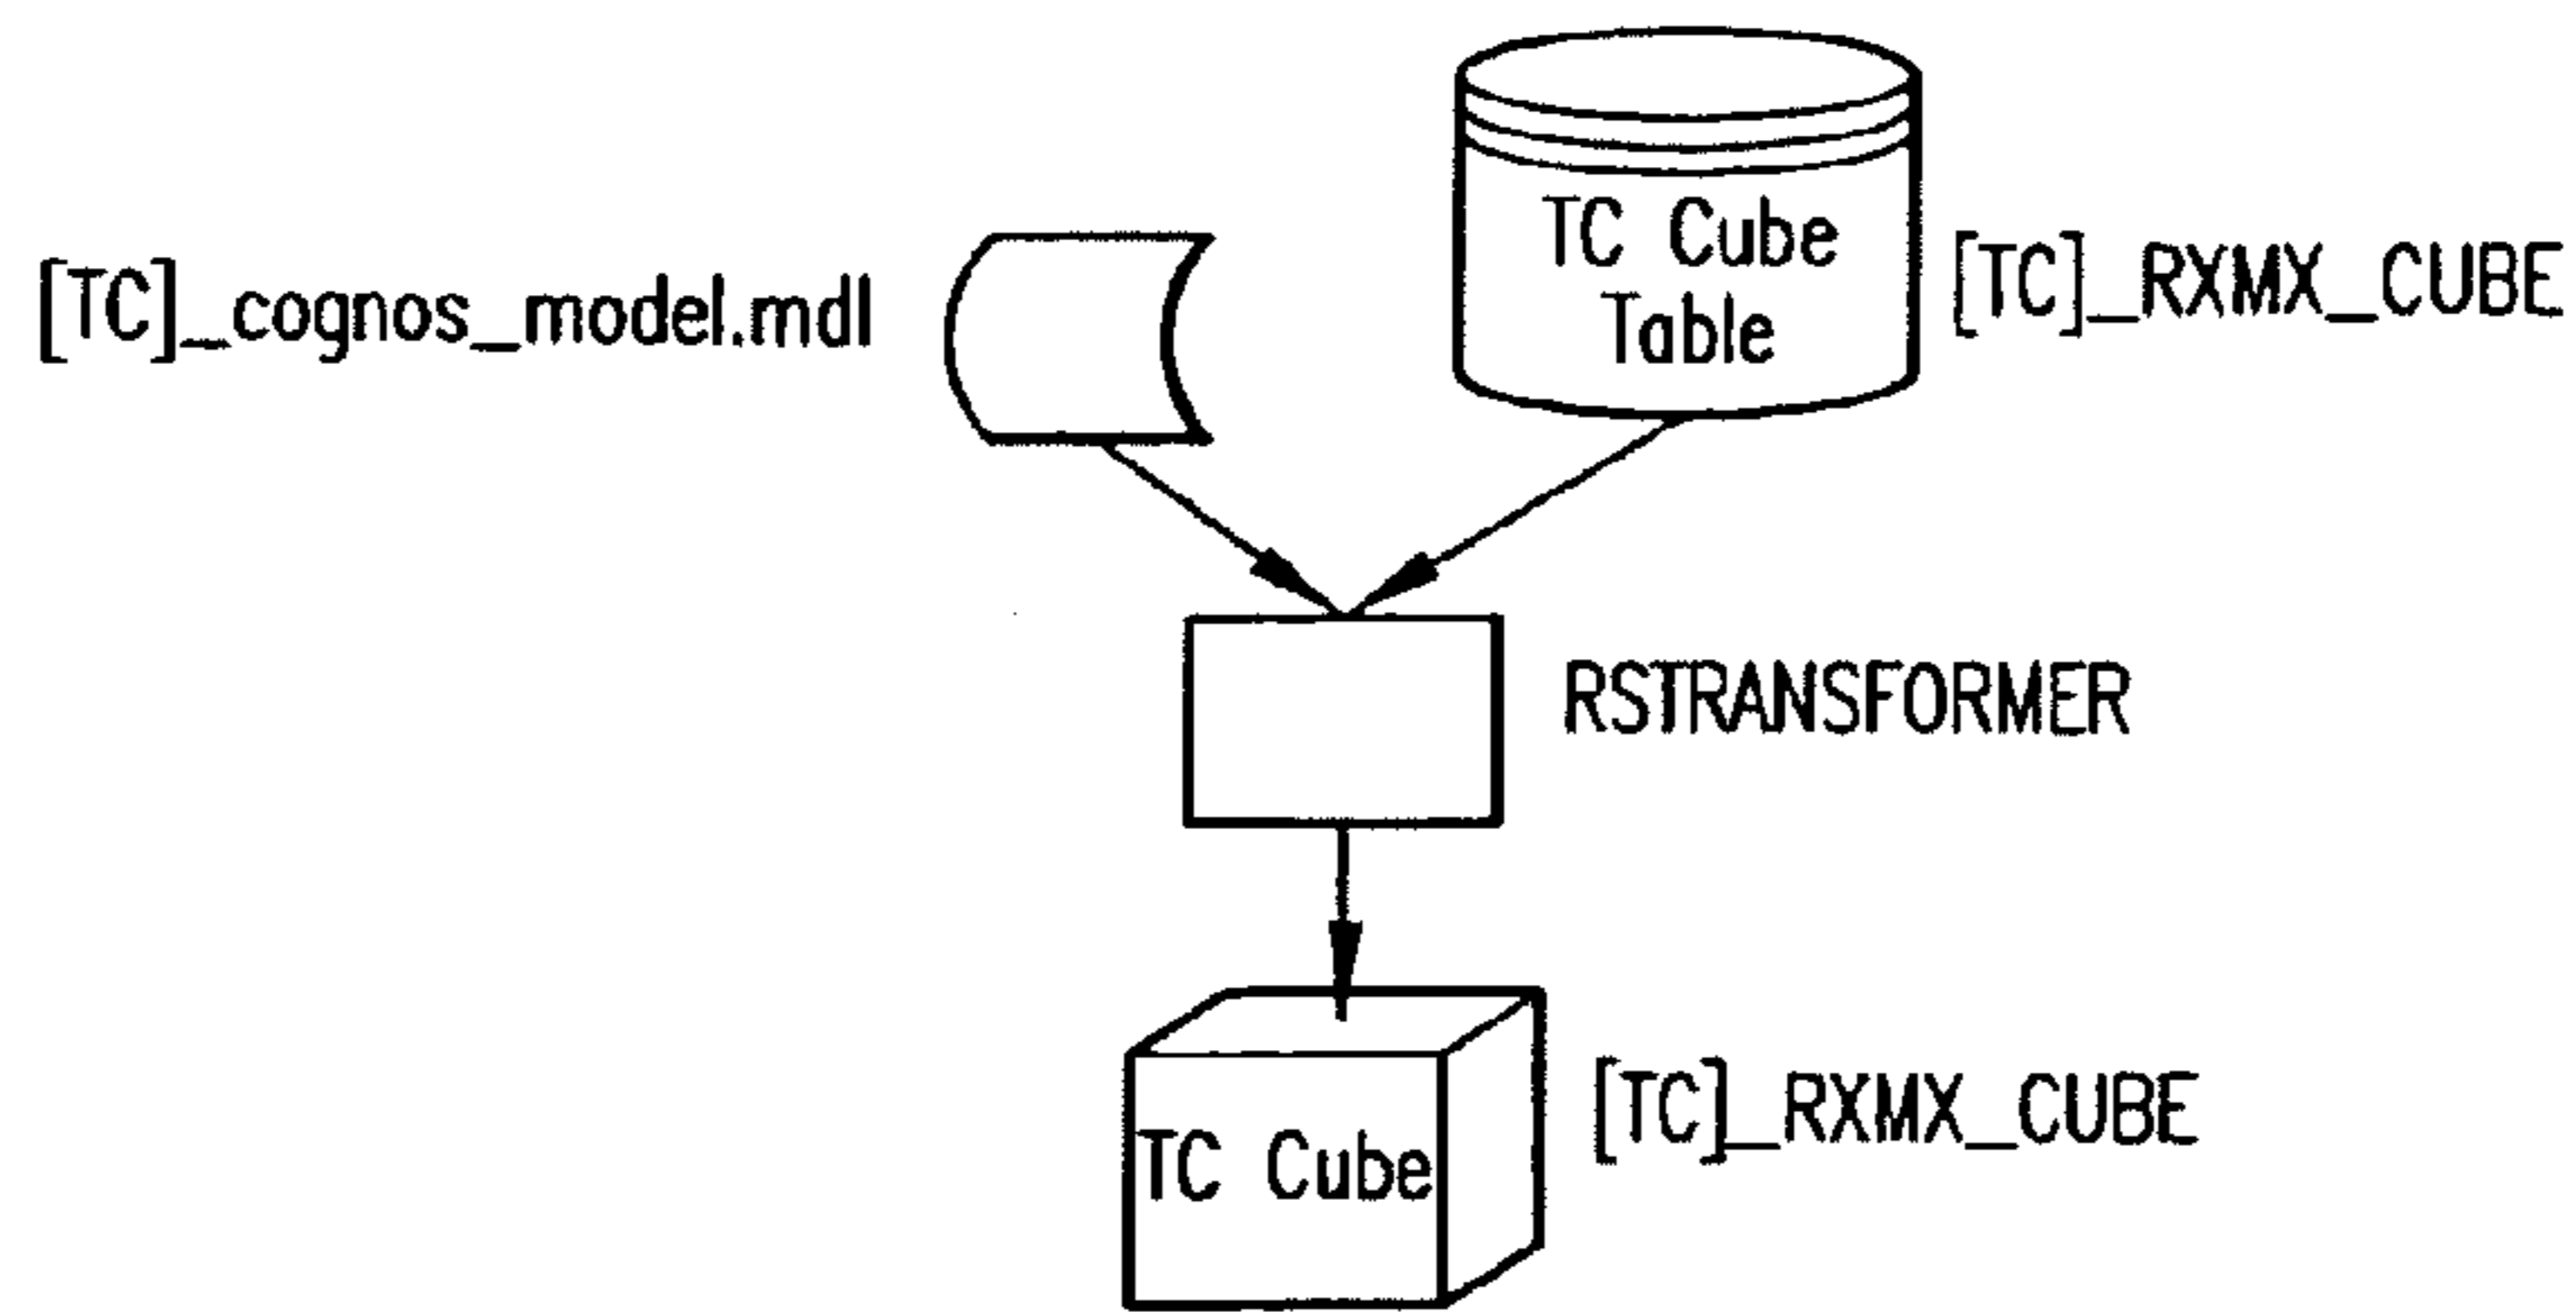 TC Cube
Table
[TC]_RXMX_CUBE
[TC]_cognos_model.mdl
RSTRANSFORMER
[TC]_RXMX_CUBE
TC Cube